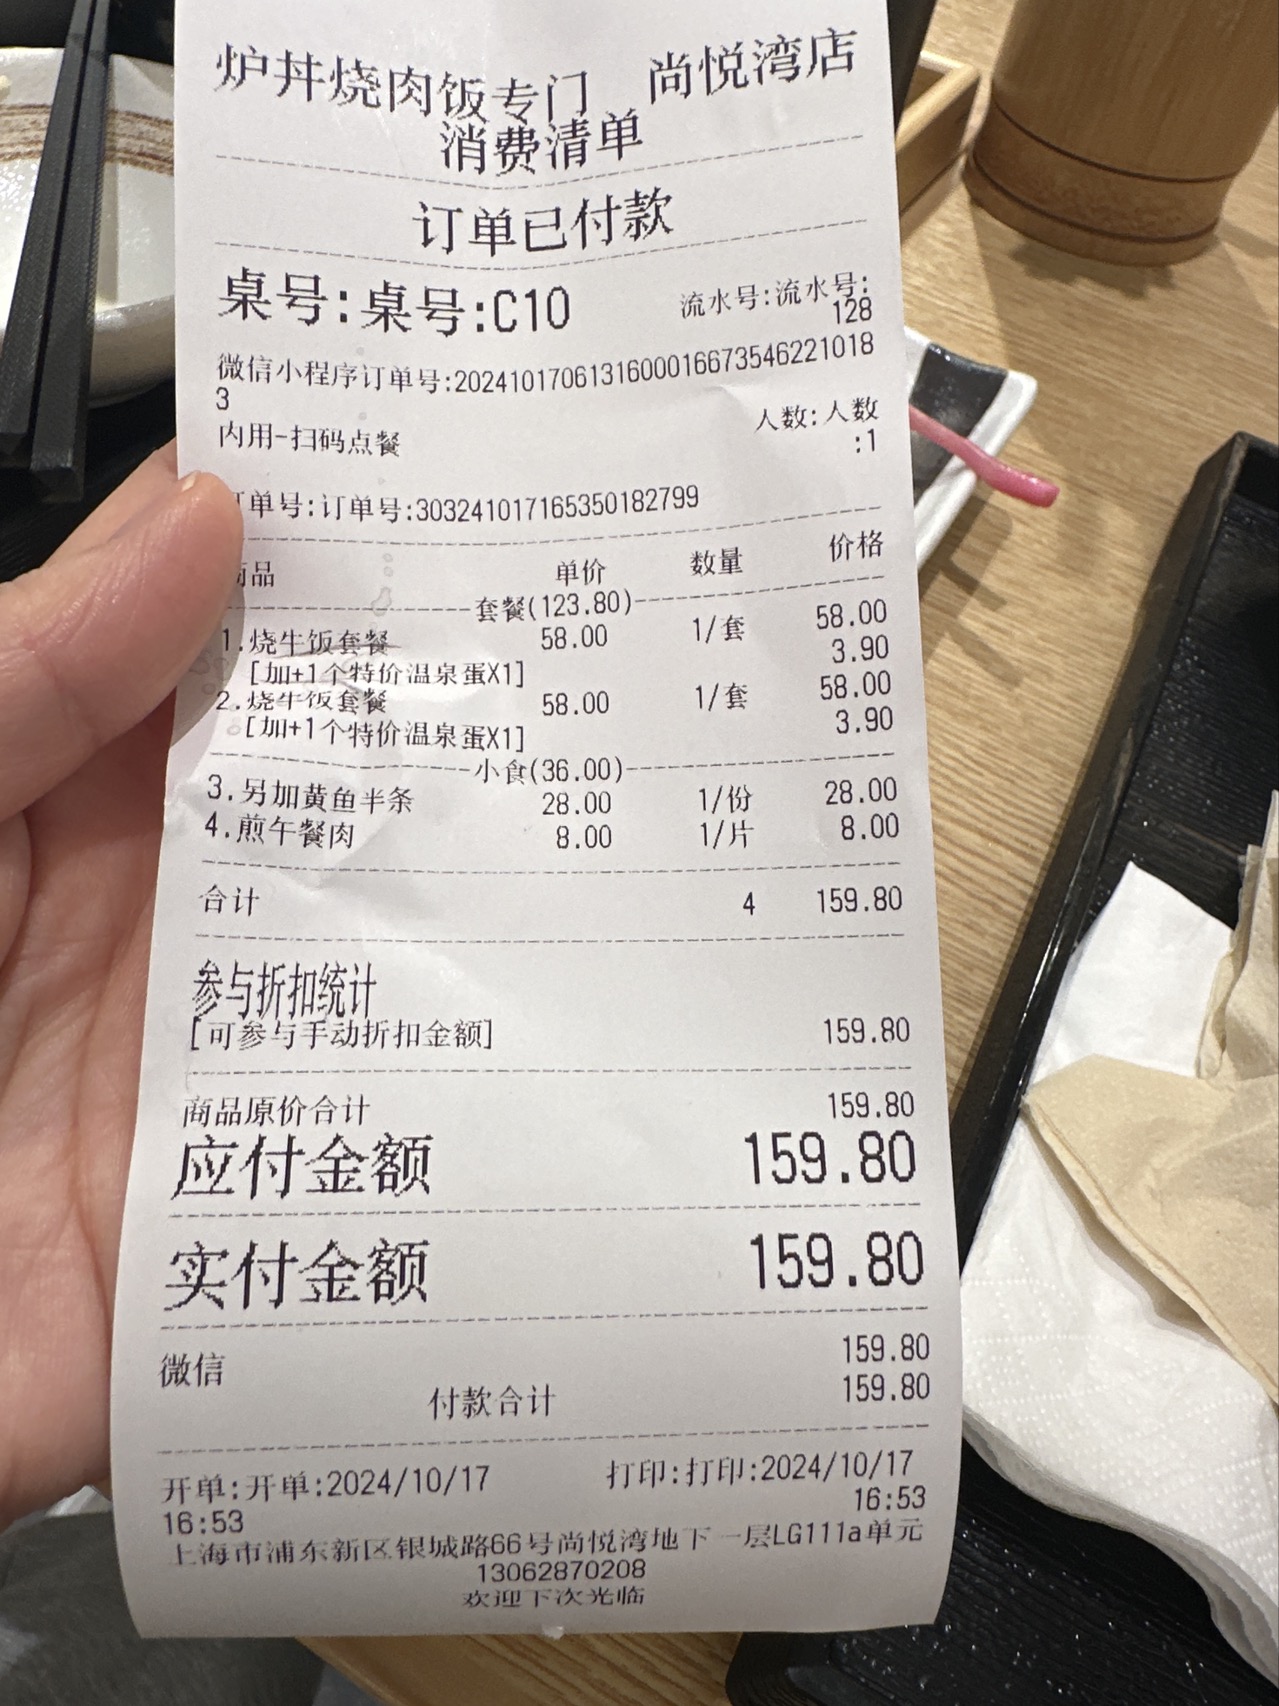 炉丼烧肉饭专门 尚悦湾店
消费清单
订单已付款
桌号:桌号:C10 流水号:流水号:
128
微信小程序订单号:2024101706131600016673546221018
3
内用-扫码点餐 人数:人数
:1
订单号:订单号:303241017165350182799
商品 单价 数量 价格
套餐(123.80)
1.烧牛饭套餐 58.00 1/套 58.00
[加+1个特价温泉蛋X1] 3.90
2.烧牛饭套餐 58.00 1/套 58.00
[加+1个特价温泉蛋X1] 3.90
小食(36.00)
3.另加黄鱼半条 28.00 1/份 28.00
4.煎午餐肉 8.00 1/片 8.00
合计 4 159.80
参与折扣统计
[可参与手动折扣金额] 159.80
商品原价合计 159.80
应付金额 159.80
实付金额 159.80
微信 159.80
付款合计 159.80
开单:开单:2024/10/17 打印:打印:2024/10/17
16:53 16:53
上海市浦东新区银城路66号尚悦湾地下一层LG111a单元
13062870208
欢迎下次光临